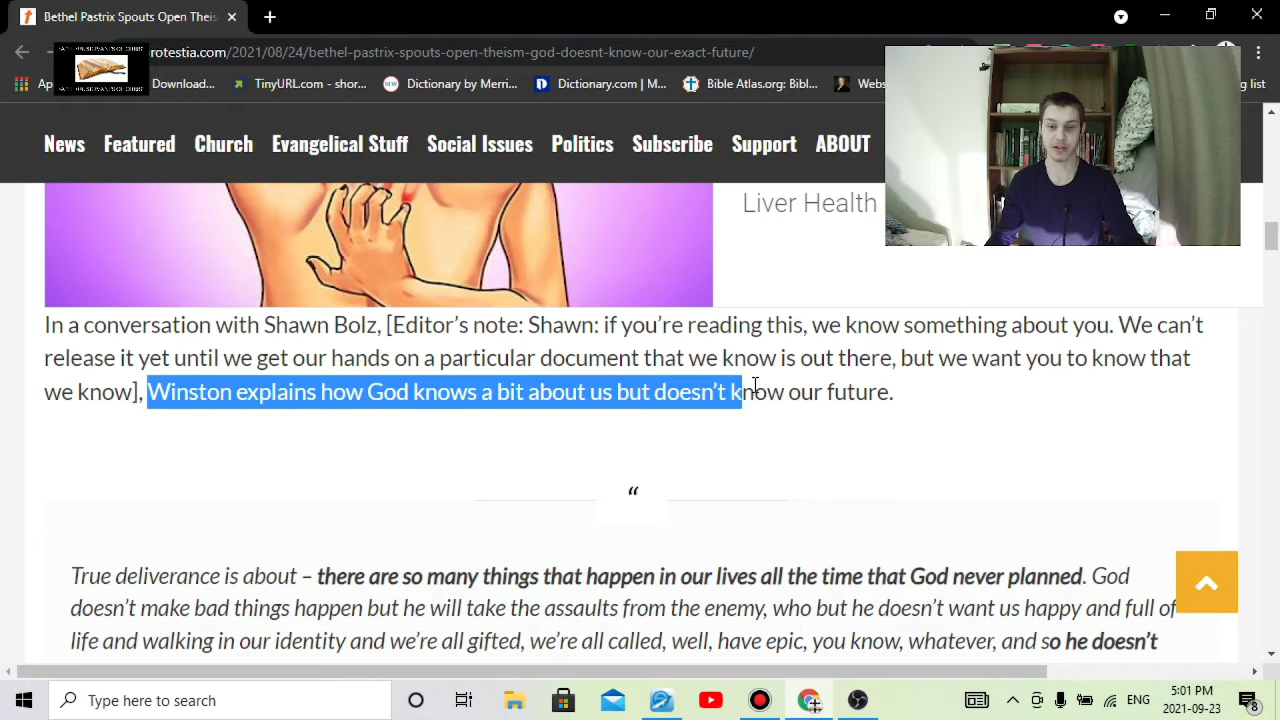 Bethel Pastrix Spouts Open Theis
rotestia.com/2021/08/24/bethel-pastrix-spouts-open-theism-god-doesnt-know-our-exact-future/
Ap
Download...
TinyURL.com - shor...
Dictionary by Merri...
Dictionary.com | M...
Bible Atlas.org: Bibl...
Webs
ng list
News Featured Church Evangelical Stuff Social Issues Politics Subscribe Support ABOUT
Liver Health
In a conversation with Shawn Bolz, [Editor's note: Shawn: if you're reading this, we know something about you. We can't
release it yet until we get our hands on a particular document that we know is out there, but we want you to know that
we know], Winston explains how God knows a bit about us but doesn't know our future.
“
True deliverance is about – there are so many things that happen in our lives all the time that God never planned. God
doesn't make bad things happen but he will take the assaults from the enemy, who but he doesn't want us happy and full of
life and walking in our identity and we're all gifted, we're all called, well, have epic, you know, whatever, and so he doesn't
Type here to search
ENG
5:01 PM
2021-09-23
8